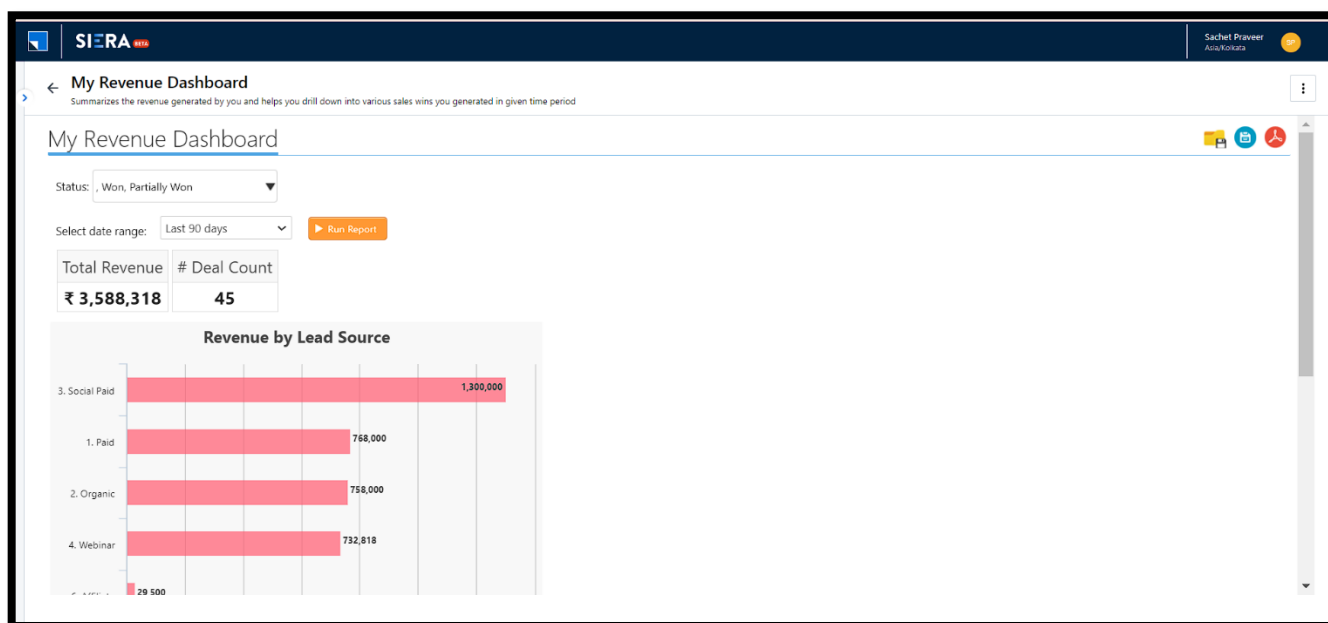 SIERA BETA
Sachet Praveer
Asia/Kolkata
SP
My Revenue Dashboard
Summarizes the revenue generated by you and helps you drill down into various sales wins you generated in given time period
My Revenue Dashboard
Status: , Won, Partially Won
Select date range: Last 90 days Run Report
Total Revenue # Deal Count
₹ 3,588,318 45
Revenue by Lead Source
3. Social Paid 1,300,000
1. Paid 768,000
2. Organic 758,000
4. Webinar 732,818
29,500